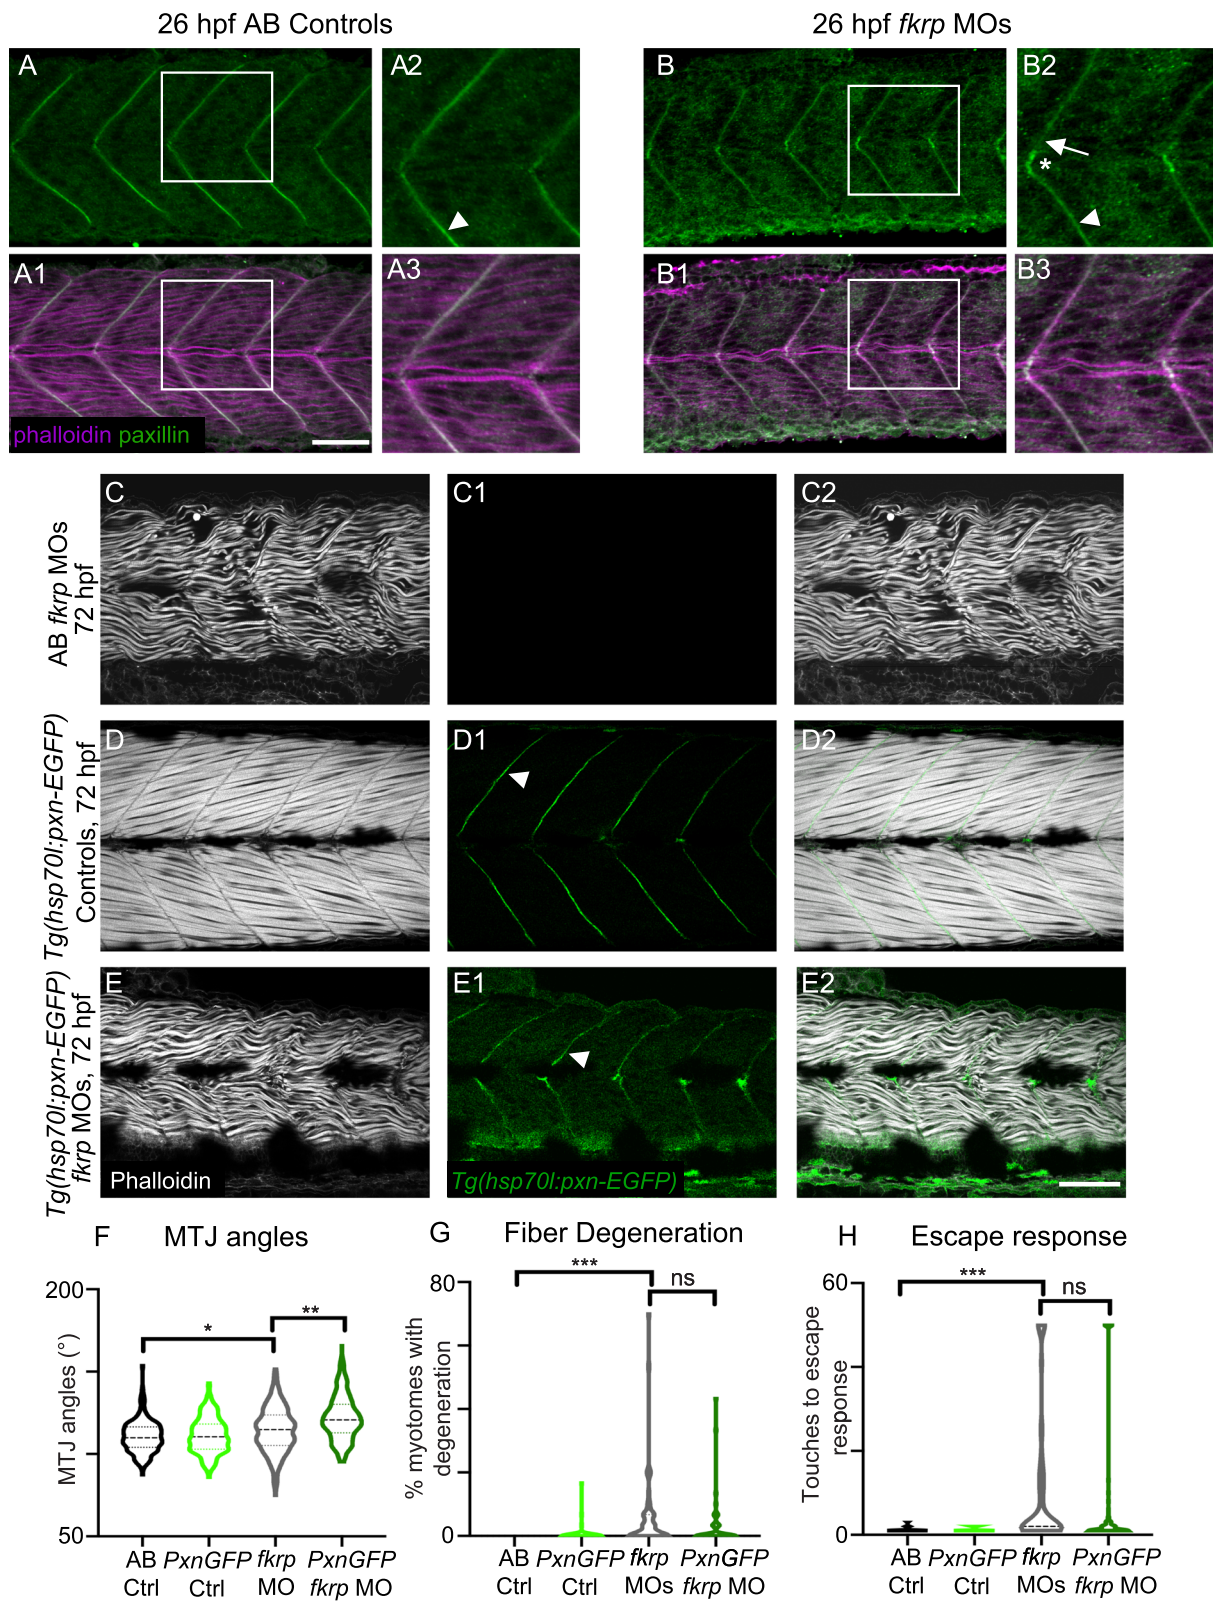 26 hpf AB Controls
26 hpf fkrp MOs
A
A2
B
B2
*
A1
A3
B1
B3
phalloidin paxillin
AB fkrp MOs
72 hpf
C
C1
C2
Tg(hsp70l:pxn-EGFP)
Controls, 72 hpf
D
D1
D2
Tg(hsp70l:pxn-EGFP)
fkrp MOs, 72 hpf
E
E1
E2
Phalloidin
Tg(hsp70l:pxn-EGFP)
F MTJ angles
200
50
MTJ angles (°)
*
**
AB
Ctrl
PxnGFP
Ctrl
fkrp
MO
PxnGFP
fkrp MO
G Fiber Degeneration
80
0
% myotomes with
degeneration
***
ns
AB
Ctrl
PxnGFP
Ctrl
fkrp
MOs
PxnGFP
fkrp MO
H Escape response
60
0
Touches to escape
response
***
ns
AB
Ctrl
PxnGFP
Ctrl
fkrp
MOs
PxnGFP
fkrp MO